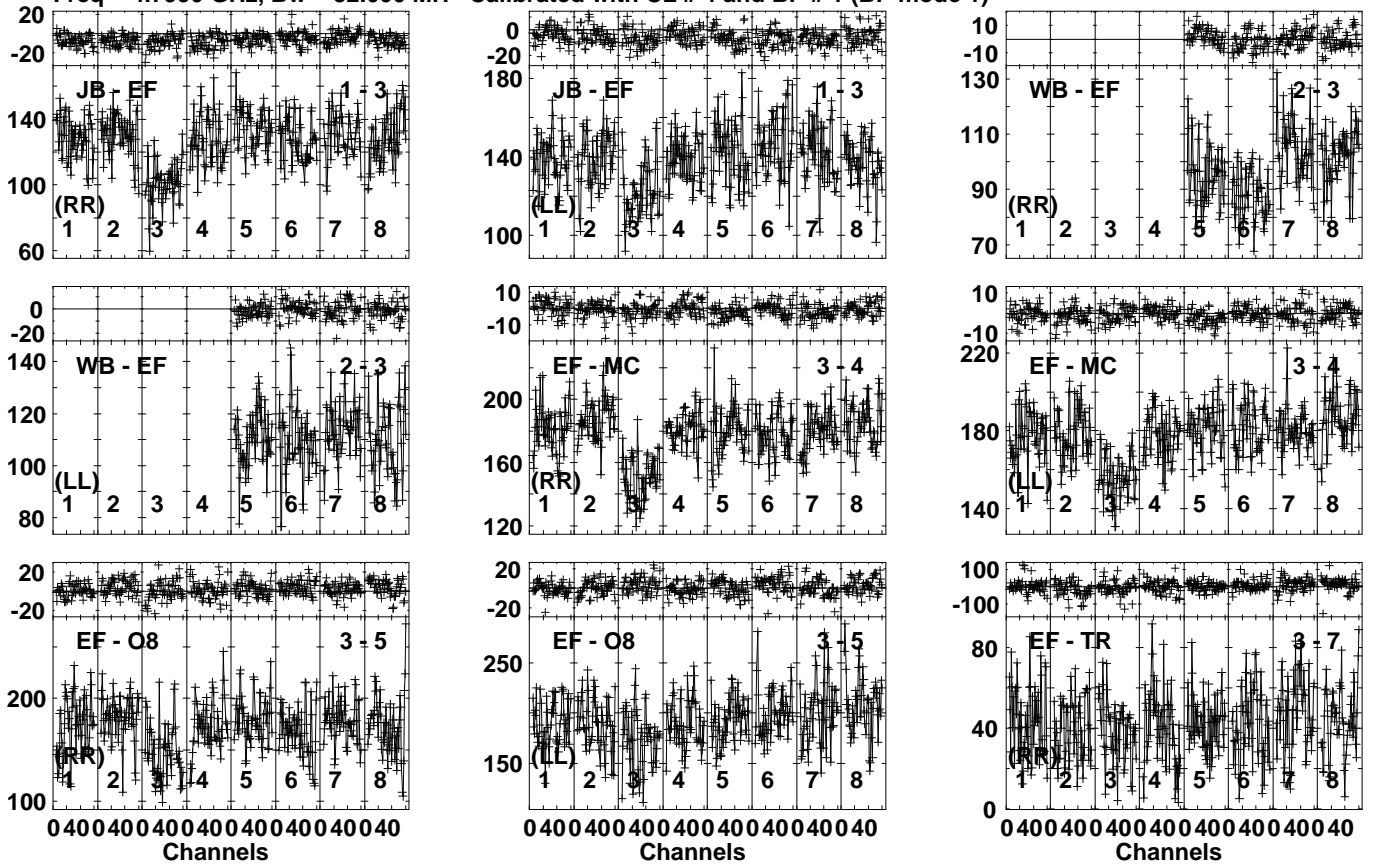 20
-20
JB - EF 1 - 3
140
100
(RR)
60
1 2 3 4 5 6 7 8
0
-20
JB - EF 1 - 3
180
140
(LL)
100
1 2 3 4 5 6 7 8
10
-10
WB - EF 2 - 3
130
110
90
(RR)
70
1 2 3 4 5 6 7 8
0
-20
WB - EF 2 - 3
140
120
100
(LL)
80
1 2 3 4 5 6 7 8
10
-10
EF - MC 3 - 4
200
160
(RR)
120
1 2 3 4 5 6 7 8
10
-10
EF - MC 3 - 4
220
180
(LL)
140
1 2 3 4 5 6 7 8
20
-20
EF - O8 3 - 5
200
(RR)
100
1 2 3 4 5 6 7 8
0 40 0 40 0 40 0 40 0 40 0 40 0 40 0 40
Channels
20
-20
EF - O8 3 - 5
250
(LL)
150
1 2 3 4 5 6 7 8
0 40 0 40 0 40 0 40 0 40 0 40 0 40 0 40
Channels
100
-100
EF - TR 3 - 7
80
40
(RR)
0
1 2 3 4 5 6 7 8
0 40 0 40 0 40 0 40 0 40 0 40 0 40 0 40
Channels